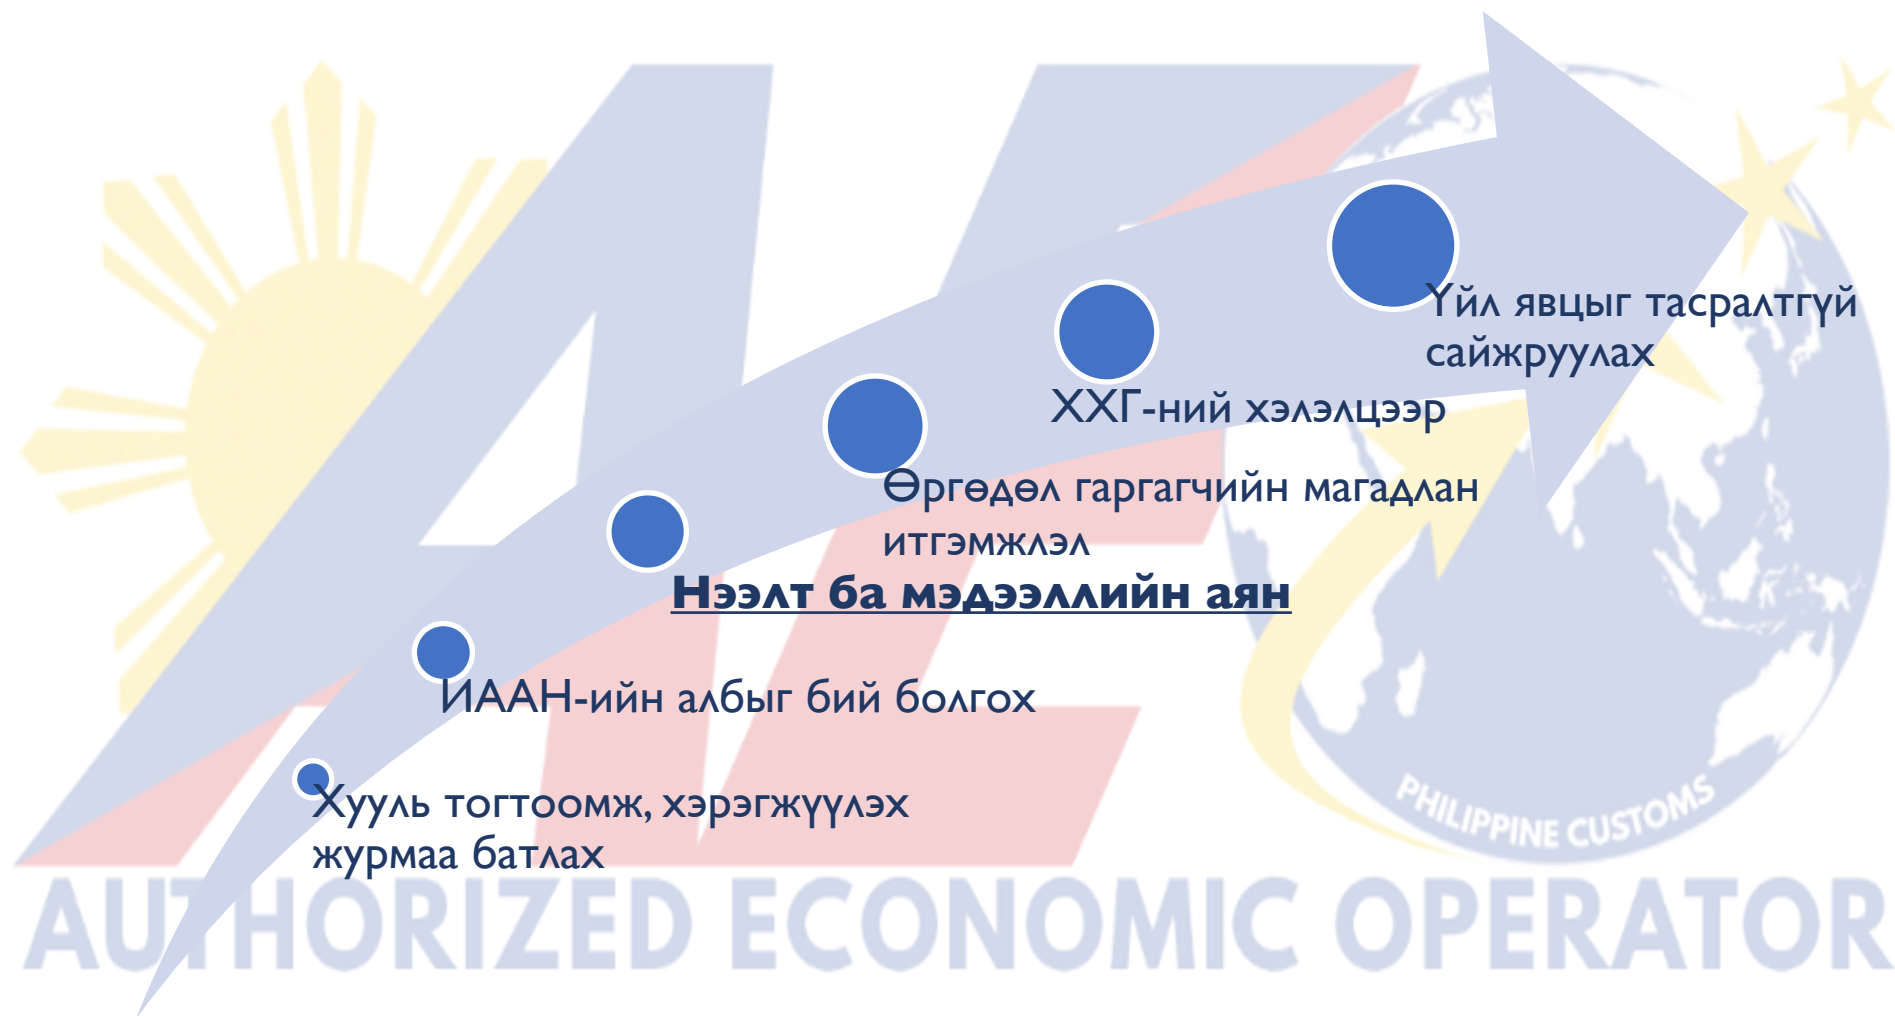 Үйл явцыг тасралтгүй
сайжруулах
ХХГ-ний хэлэлцээр
Өргөдөл гаргагчийн магадлан
итгэмжлэл
Нээлт ба мэдээллийн аян
ИААН-ийн албыг бий болгох
Хууль тогтоомж, хэрэгжүүлэх
журмаа батлах
PHILIPPINE CUSTOMS
AUTHORIZED ECONOMIC OPERATOR